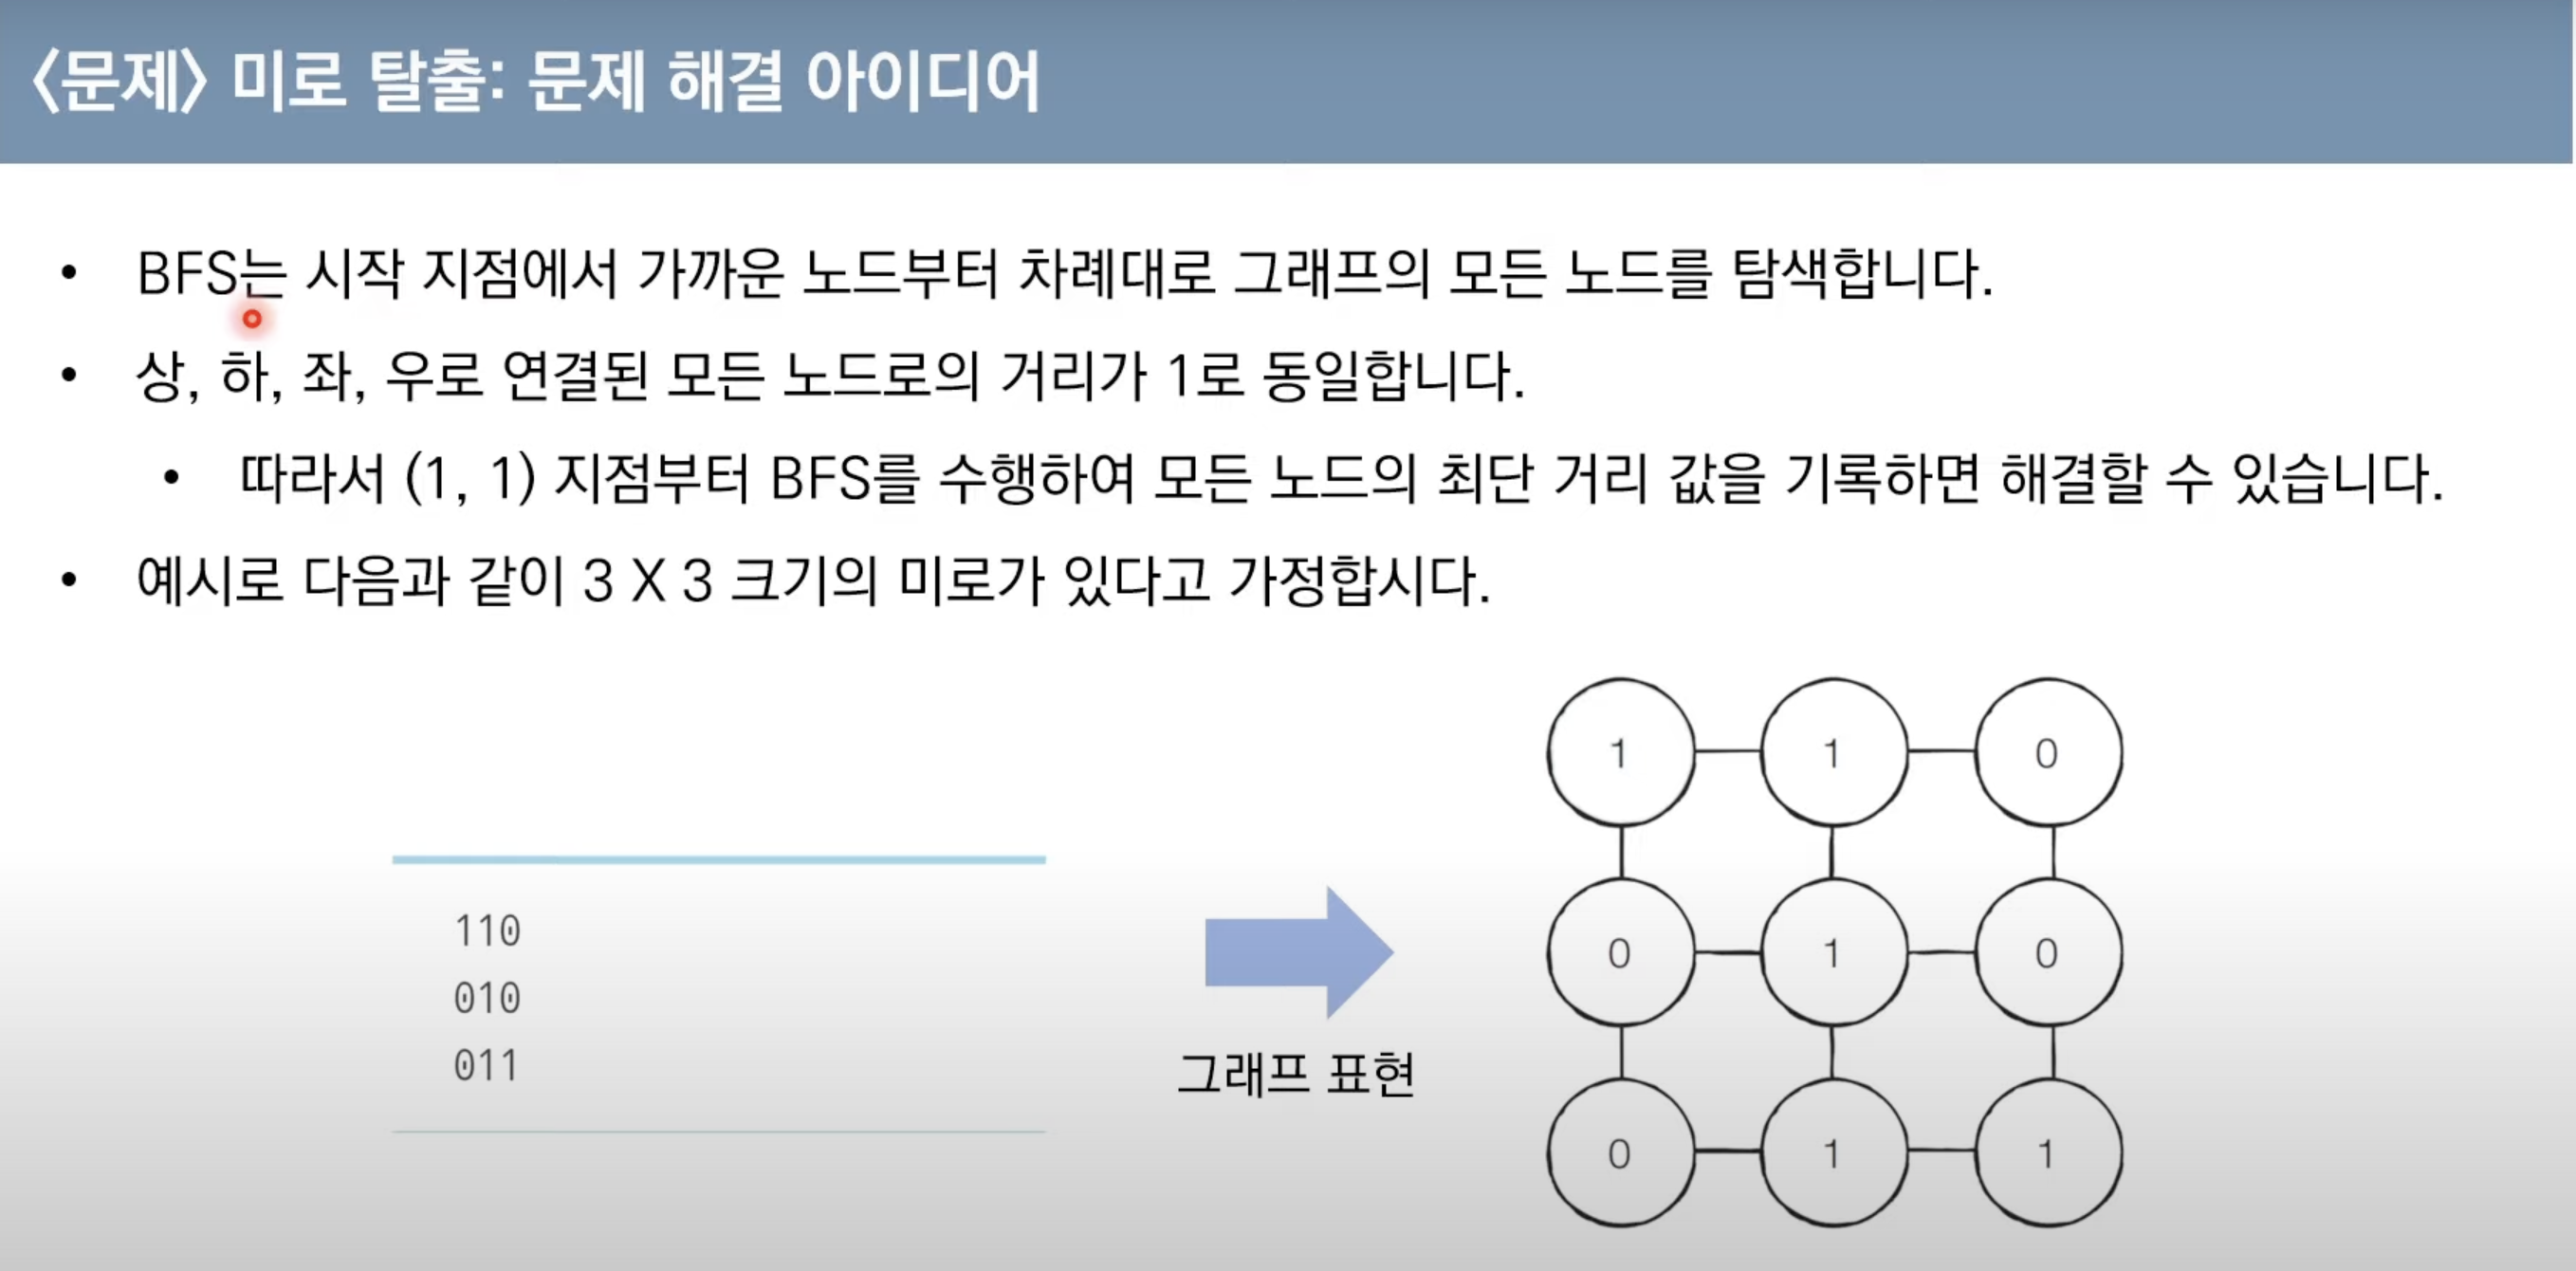 〈문제〉 미로 탈출: 문제 해결 아이디어
• BFS는 시작 지점에서 가까운 노드부터 차례대로 그래프의 모든 노드를 탐색합니다.
• 상, 하, 좌, 우로 연결된 모든 노드로의 거리가 1로 동일합니다.
• 따라서 (1, 1) 지점부터 BFS를 수행하여 모든 노드의 최단 거리 값을 기록하면 해결할 수 있습니다.
• 예시로 다음과 같이 3 X 3 크기의 미로가 있다고 가정합시다.
110
010
011
그래프 표현
1 1 0
0 1 0
0 1 1